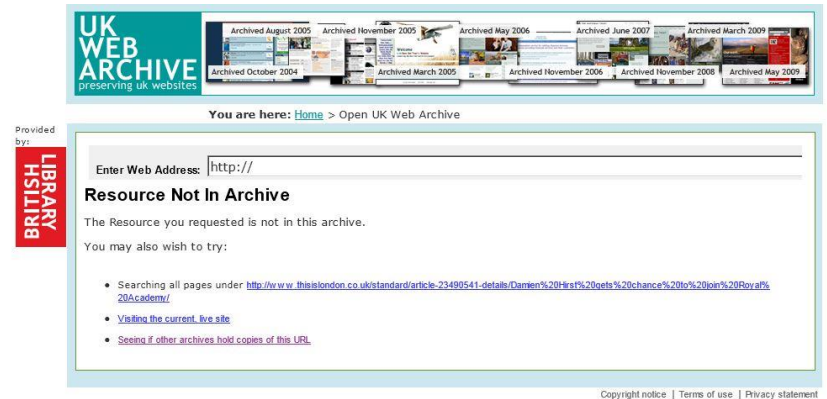 UK
WEB
ARCHIVE
preserving uk websites
Archived August 2005
Archived November 2005
Archived May 2006
Archived June 2007
Archived March 2009
Archived October 2004
Archived March 2005
Archived November 2006
Archived November 2008
Archived May 2009
You are here: Home > Open UK Web Archive
Provided
by:
BRITISH
LIBRARY
Enter Web Address: http://
Resource Not In Archive
The Resource you requested is not in this archive.
You may also wish to try:
Searching all pages under http://www.thisislondon.co.uk/standard/article-23490541-details/Damien%20Hirst%20gets%20chance%20to%20join%20Royal%
20Academy/
Visiting the current, live site
Seeing if other archives hold copies of this URL
Copyright notice | Terms of use | Privacy statement